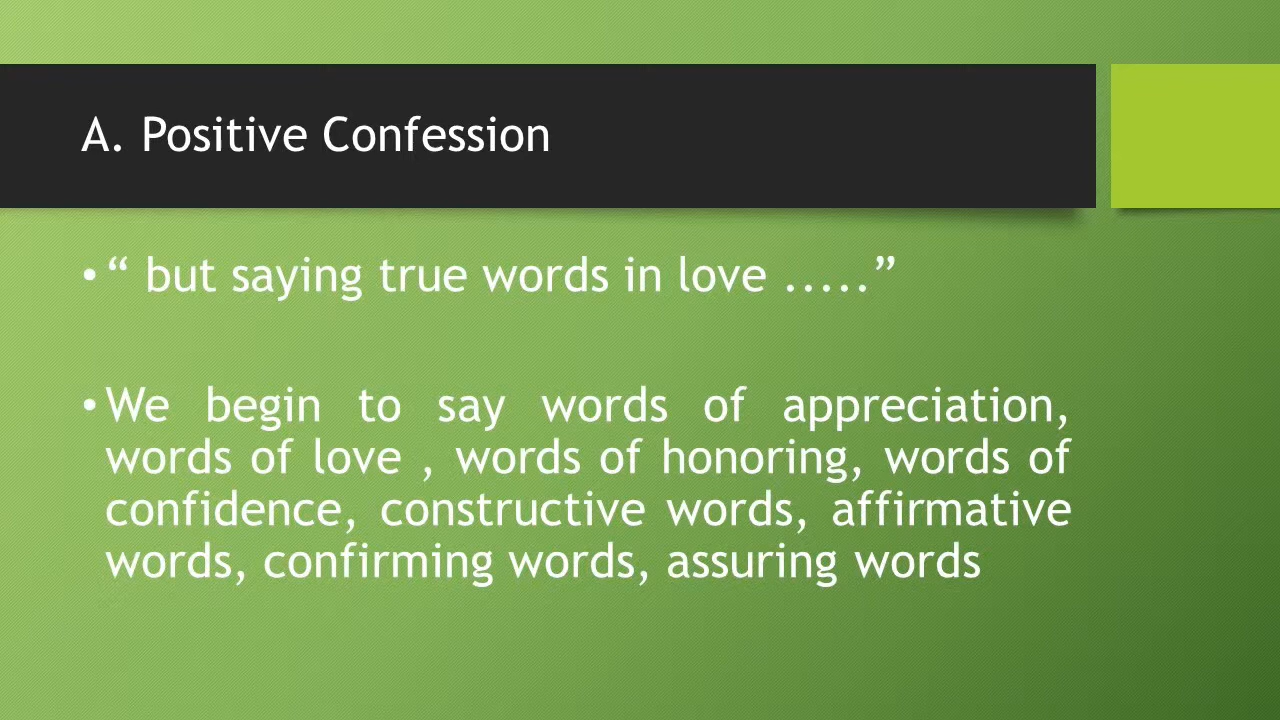 A. Positive Confession
• “ but saying true words in love .....”
• We begin to say words of appreciation,
words of love , words of honoring, words of
confidence, constructive words, affirmative
words, confirming words, assuring words